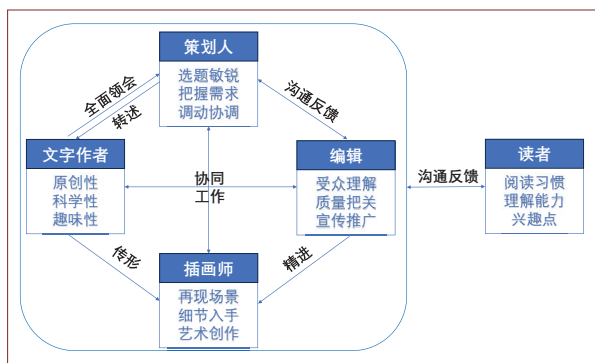 策划人
选题敏锐
把握需求
调动协调
全面领会
转述
沟通反馈
文字作者
原创性
科学性
趣味性
协同
工作
编辑
受众理解
质量把关
宣传推广
沟通反馈
读者
阅读习惯
理解能力
兴趣点
传形
精进
插画师
再现场景
细节入手
艺术创作